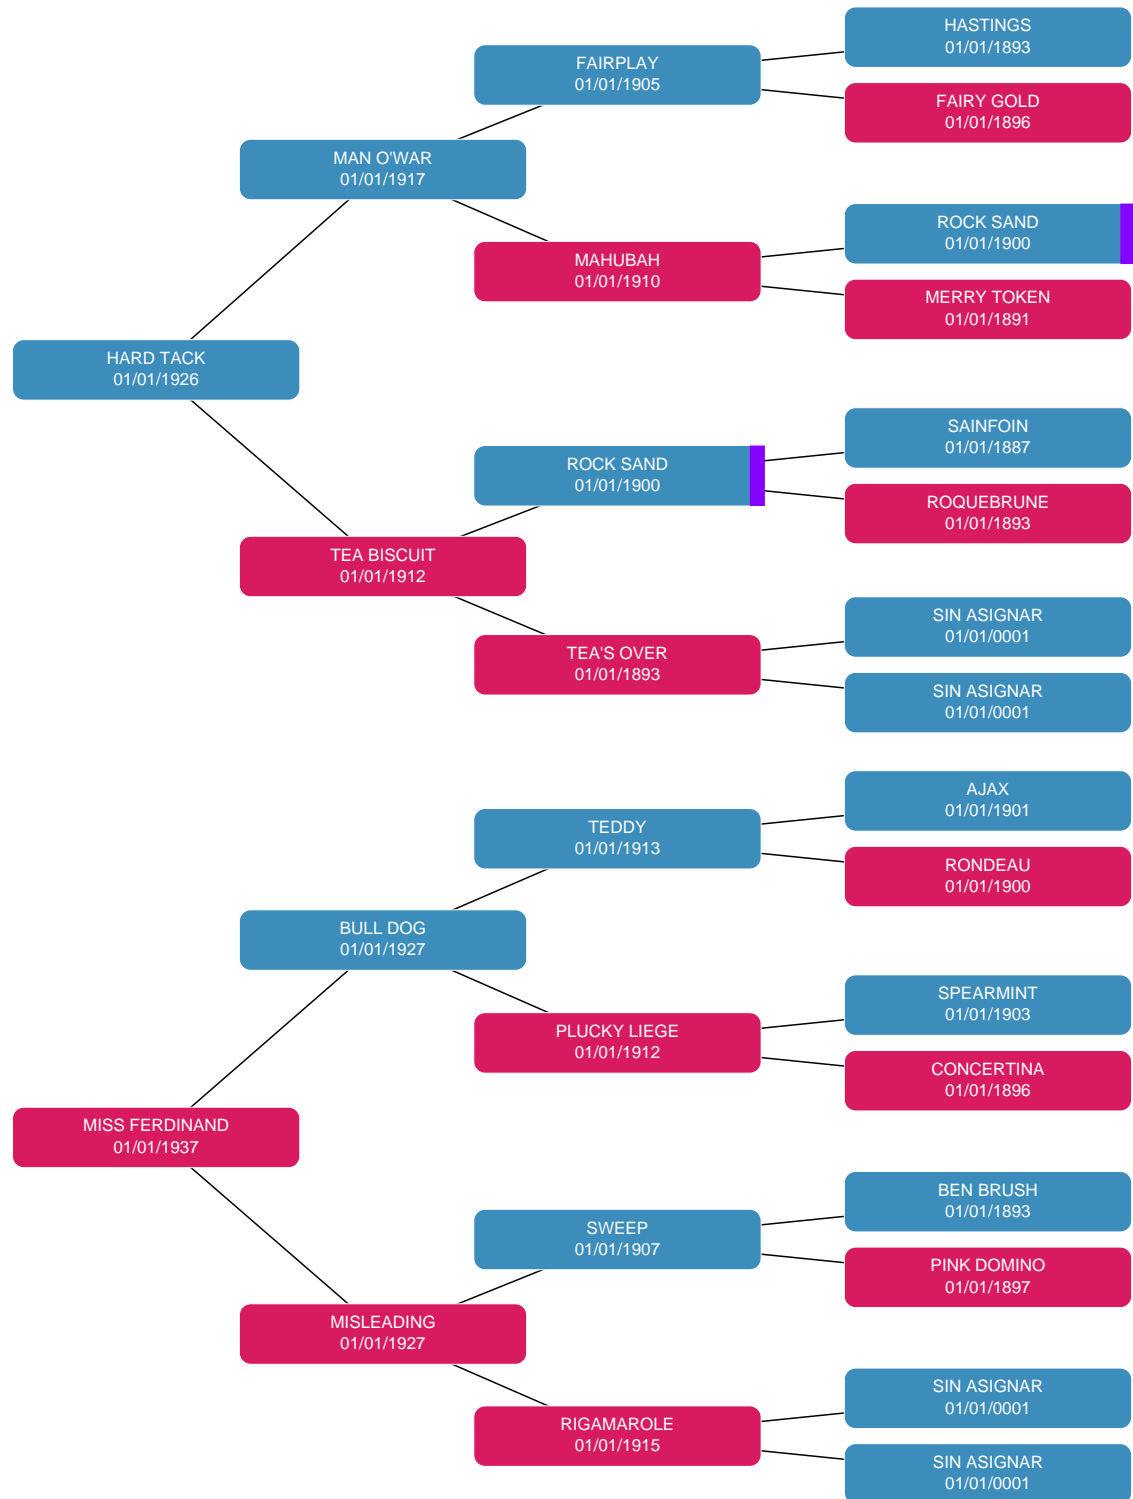 HASTINGS
01/01/1893
FAIRPLAY
01/01/1905
FAIRY GOLD
01/01/1896
MAN O'WAR
01/01/1917
ROCK SAND
01/01/1900
MAHUBAH
01/01/1910
MERRY TOKEN
01/01/1891
HARD TACK
01/01/1926
SAINFOIN
01/01/1887
ROCK SAND
01/01/1900
ROQUEBRUNE
01/01/1893
TEA BISCUIT
01/01/1912
SIN ASIGNAR
01/01/0001
TEA'S OVER
01/01/1893
SIN ASIGNAR
01/01/0001
AJAX
01/01/1901
TEDDY
01/01/1913
RONDEAU
01/01/1900
BULL DOG
01/01/1927
SPEARMINT
01/01/1903
PLUCKY LIEGE
01/01/1912
CONCERTINA
01/01/1896
MISS FERDINAND
01/01/1937
BEN BRUSH
01/01/1893
SWEEP
01/01/1907
PINK DOMINO
01/01/1897
MISLEADING
01/01/1927
SIN ASIGNAR
01/01/0001
RIGAMAROLE
01/01/1915
SIN ASIGNAR
01/01/0001